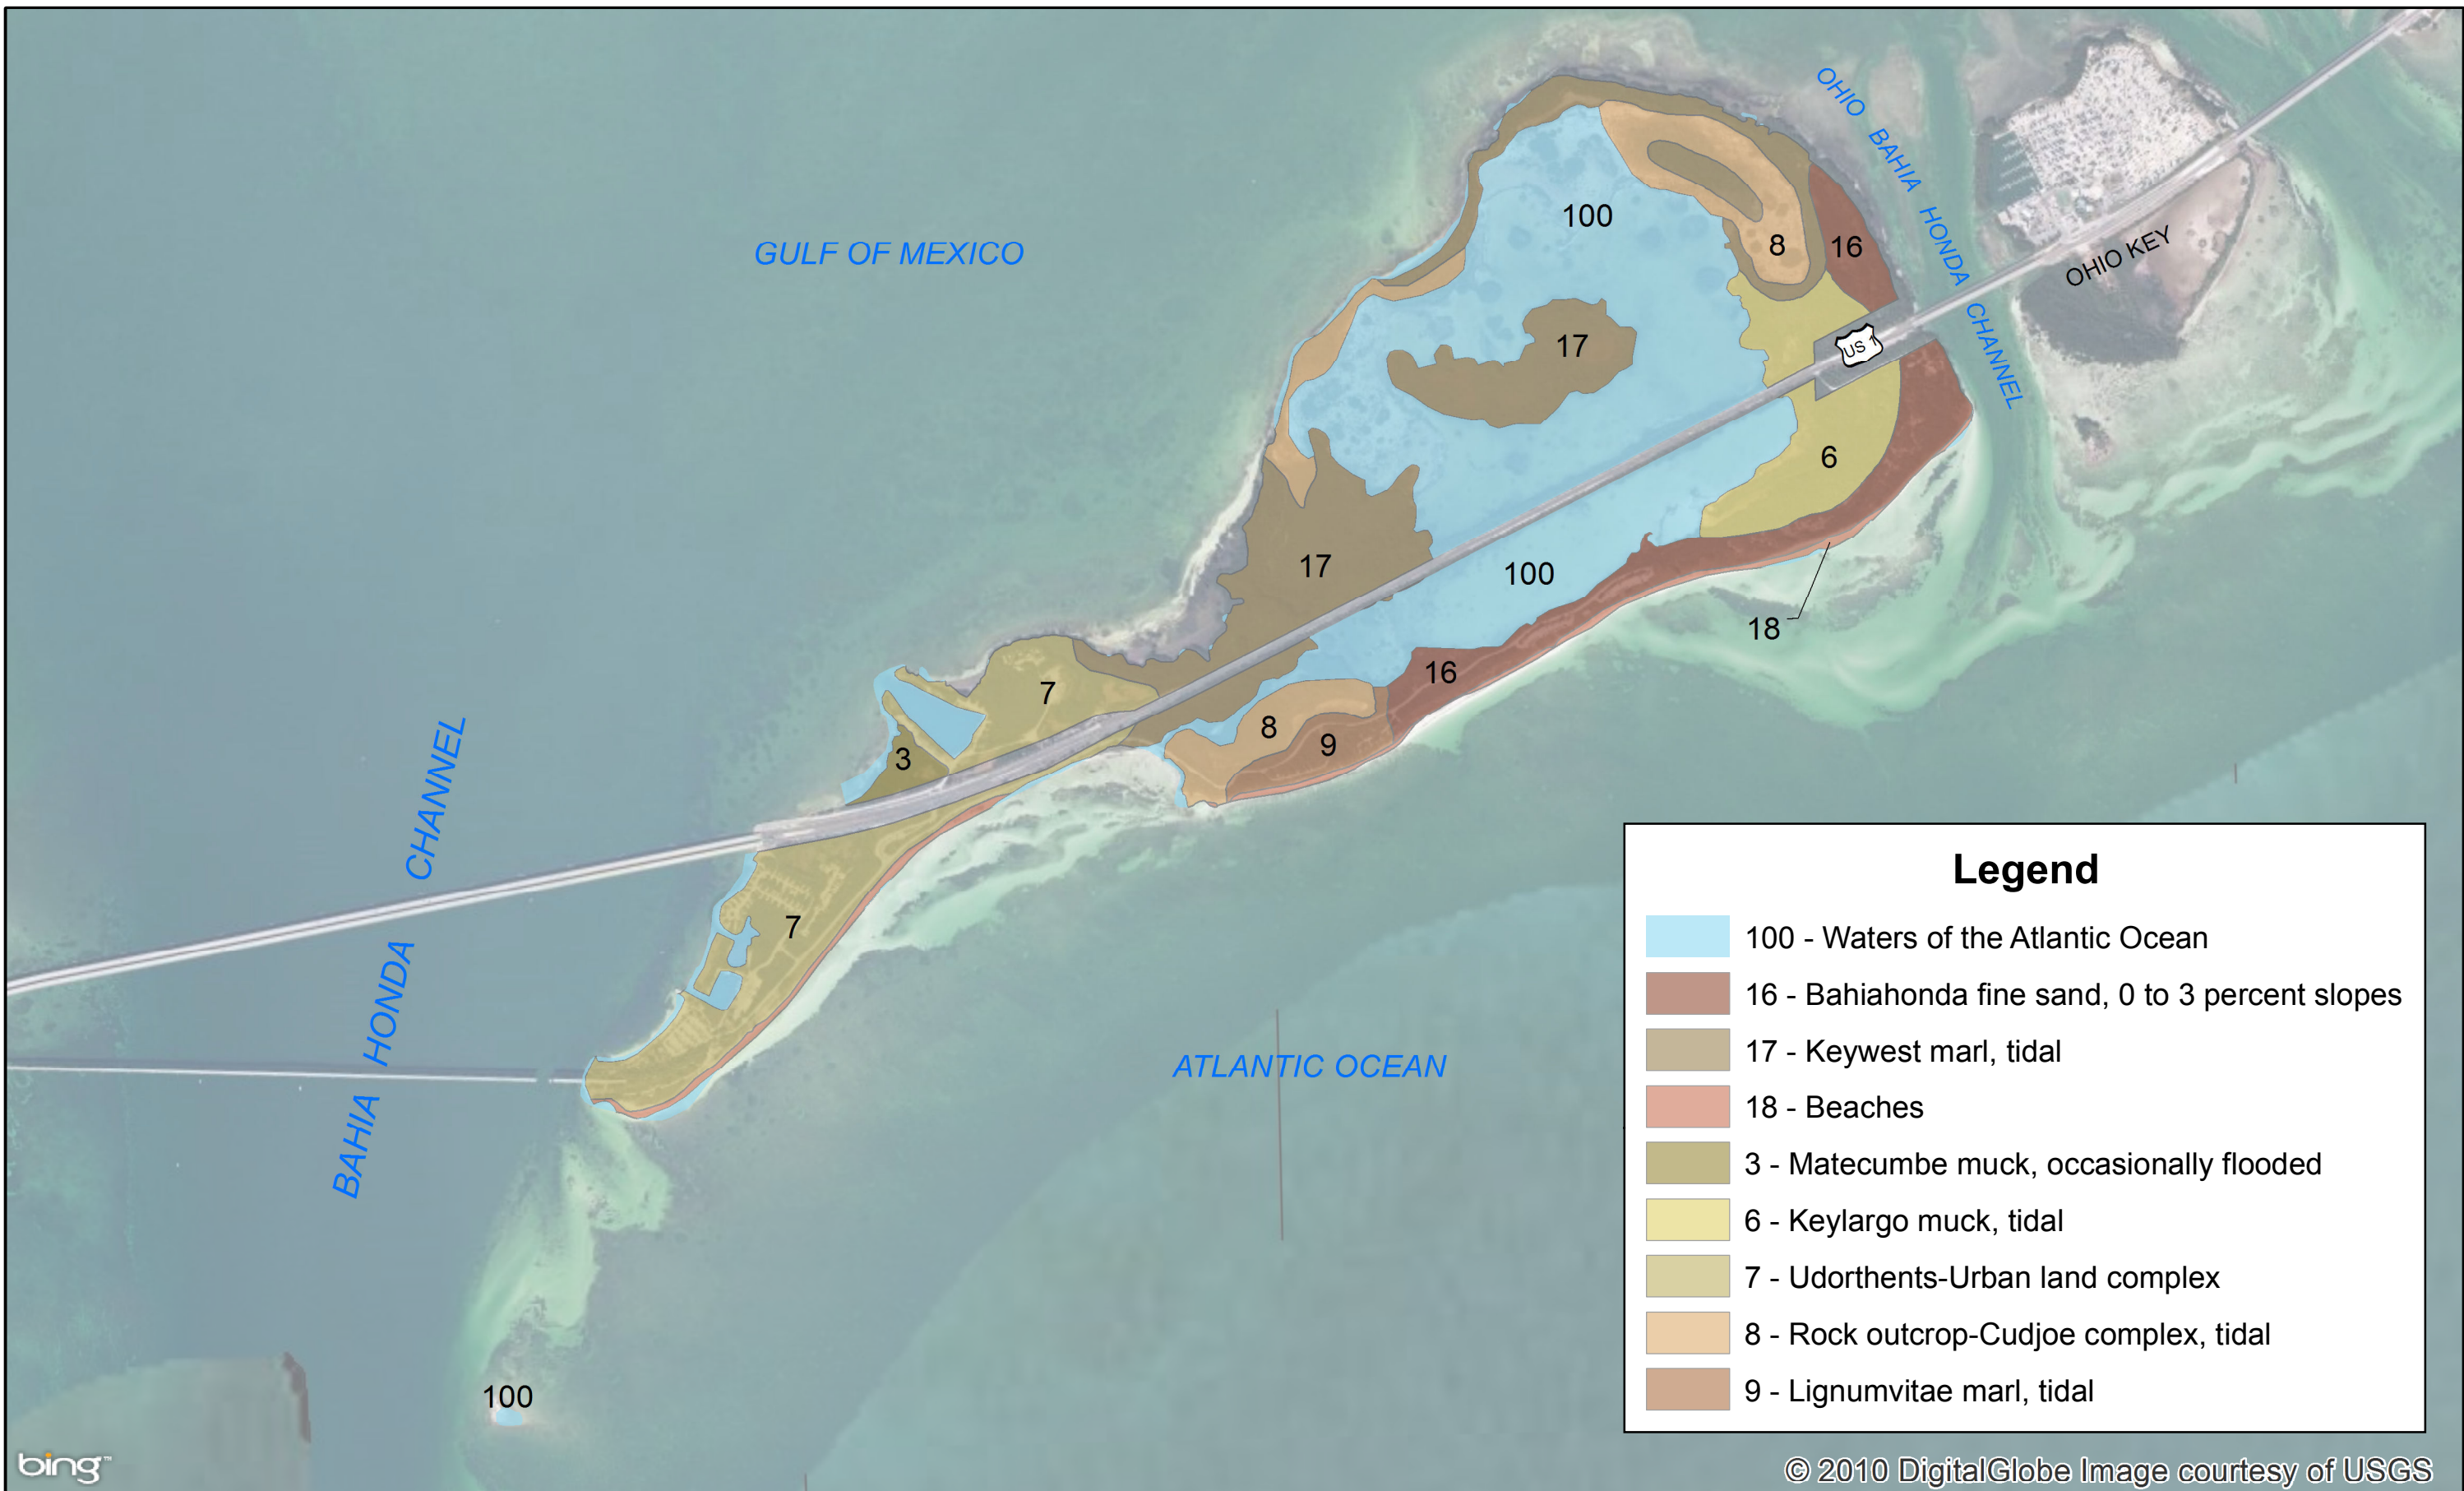 OHIO BAHIA HONDA CHANNEL
100
GULF OF MEXICO
8
16
OHIO KEY
17
US 1
6
17
100
18
16
7
8
9
3
BAHIA HONDA CHANNEL
7
ATLANTIC OCEAN
100
Legend
100 - Waters of the Atlantic Ocean
16 - Bahiahonda fine sand, 0 to 3 percent slopes
17 - Keywest marl, tidal
18 - Beaches
3 - Matecumbe muck, occasionally flooded
6 - Keylargo muck, tidal
7 - Udorthents-Urban land complex
8 - Rock outcrop-Cudjoe complex, tidal
9 - Lignumvitae marl, tidal
bing™
© 2010 DigitalGlobe Image courtesy of USGS